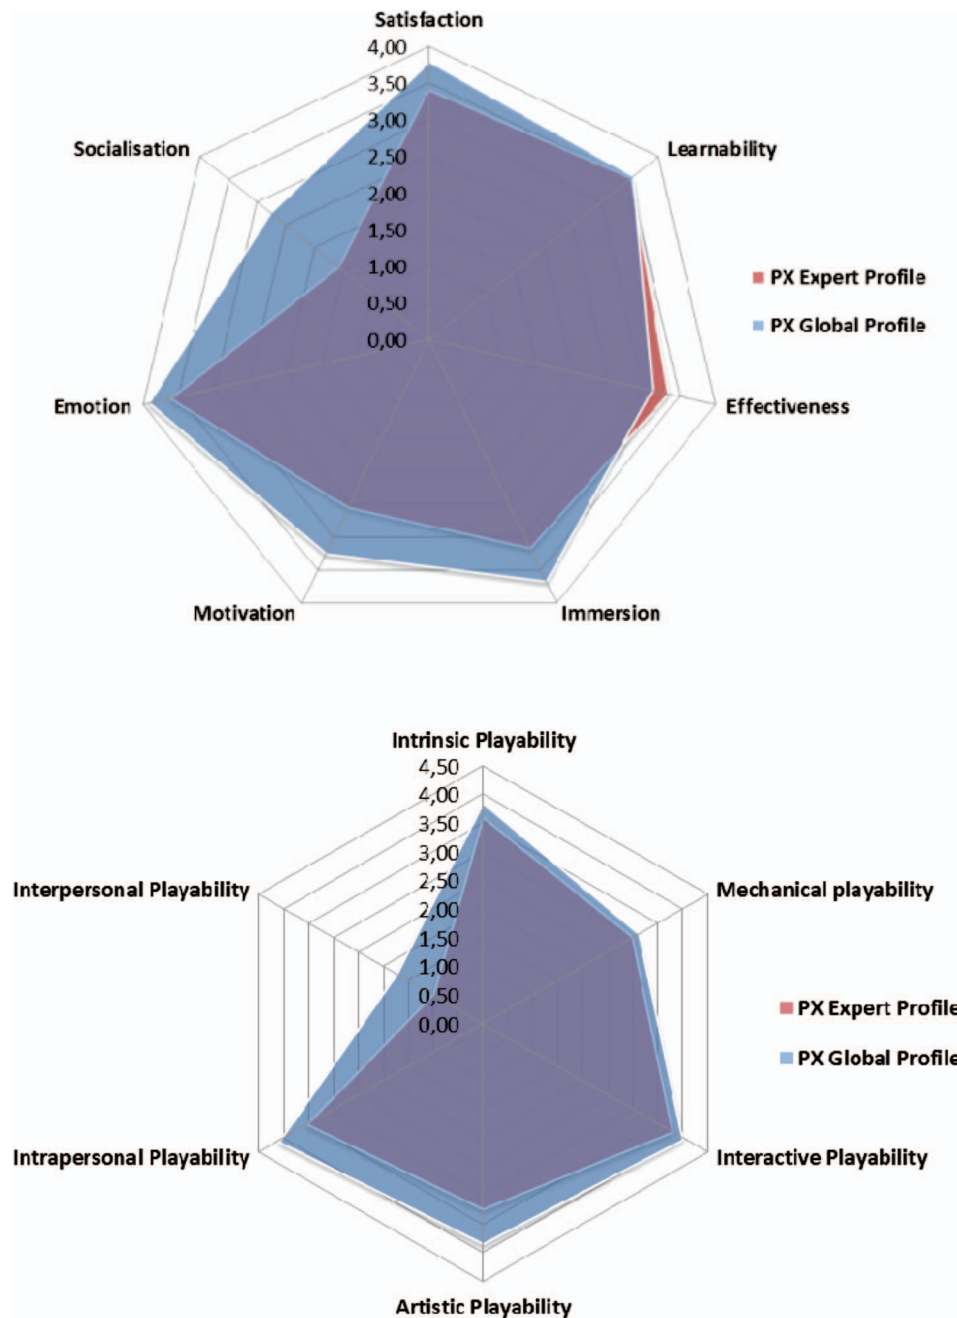 Satisfaction
4,00
3,50
3,00
2,50
2,00
1,50
1,00
0,50
0,00
Socialisation
Learnability
PX Expert Profile
PX Global Profile
Emotion
Effectiveness
Motivation
Immersion
Intrinsic Playability
4,50
4,00
3,50
3,00
2,50
2,00
1,50
1,00
0,50
0,00
Interpersonal Playability
Mechanical playability
PX Expert Profile
PX Global Profile
Intrapersonal Playability
Interactive Playability
Artistic Playability